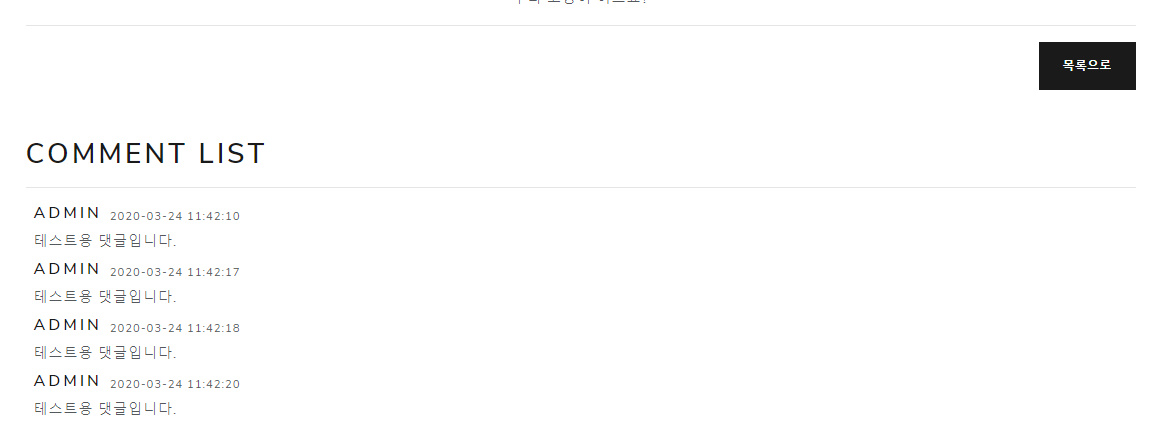 목록으로
COMMENT LIST
ADMIN 2020-03-24 11:42:10
테스트용 댓글입니다.
ADMIN 2020-03-24 11:42:17
테스트용 댓글입니다.
ADMIN 2020-03-24 11:42:18
테스트용 댓글입니다.
ADMIN 2020-03-24 11:42:20
테스트용 댓글입니다.